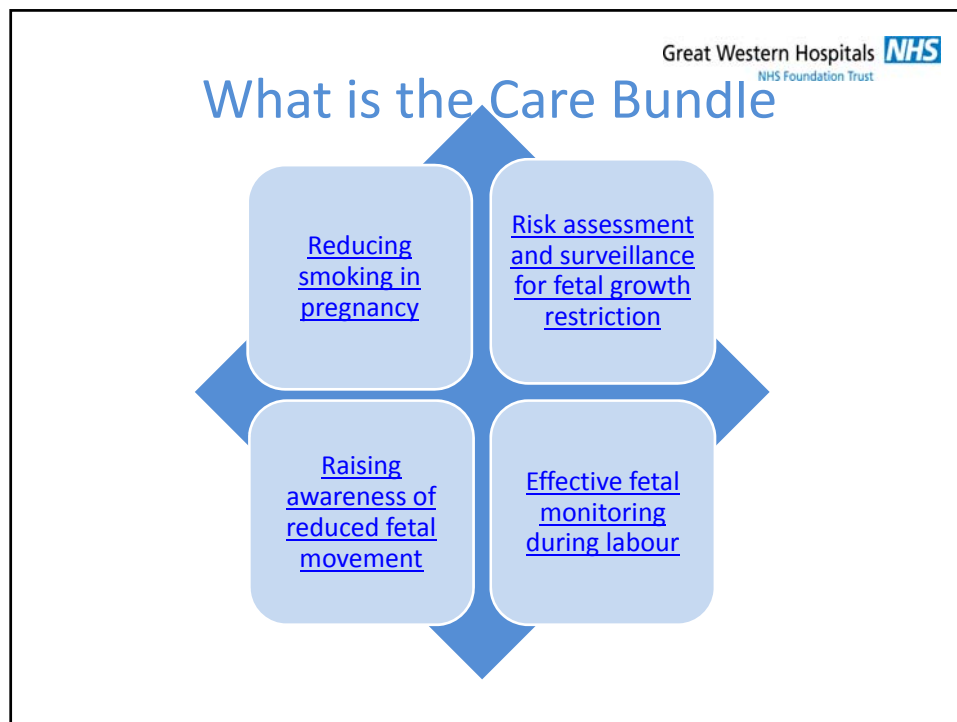 Great Western Hospitals NHS
NHS Foundation Trust
What is the Care Bundle
Reducing
smoking in
pregnancy
Risk assessment
and surveillance
for fetal growth
restriction
Raising
awareness of
reduced fetal
movement
Effective fetal
monitoring
during labour